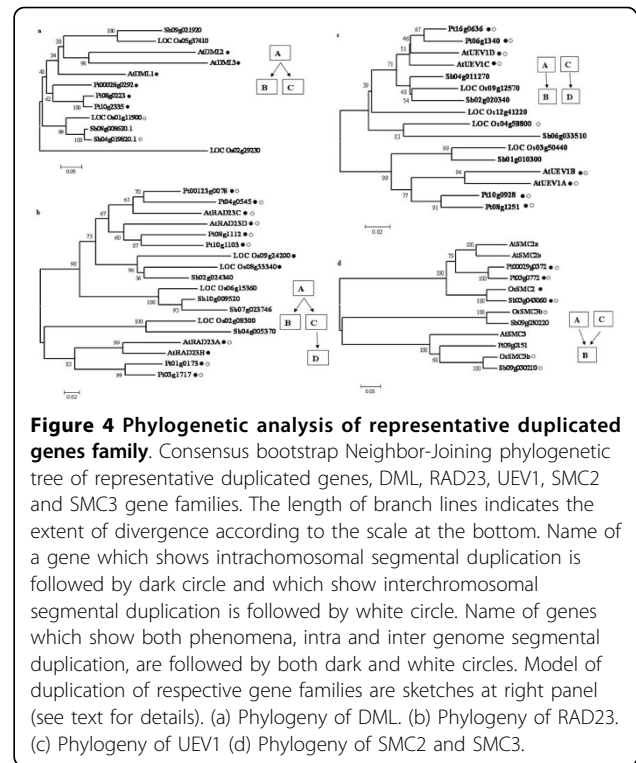 a
100
Sb09g021920
LOC Os05g37410
AtDML2 ●
AtDML3 ●
AtDML1 ●
Pt00028g0292 ●
Pt08g0223 ●
Pt10g2335 ●
LOC Os01g11900 ○
Sb08g008620.1
Sb04g019820.1 ○
LOC Os02g29230
0.05
A
B C
b
Pt00123g0078 ●○
Pt04g0545 ●○
AtRAD23C ●○
AtRAD23D ●○
Pt08g1112 ●○
Pt10g1103 ●○
LOC Os09g24200 ●
LOC Os08g33340 ●
Sb02g024340
LOC Os06g15360
Sb10g009520
Sb07g023746
LOC Os02g08300
Sb04g005370
AtRAD23A ●○
AtRAD23H ●
Pt01g0173 ●○
Pt03g1717 ●○
0.02
A
B C
D
c
Pt16g0636 ●○
Pt06g1340 ●○
AtUEV1D ●○
AtUEV1C ●○
Sb04g011270
LOC Os09g12570
Sb02g020340
LOC Os12g41220
LOC Os04g58800 ○
Sb06g033510
LOC Os03g50440
Sb01g010300
AtUEV1B ●○
AtUEV1A ●○
Pt10g0928 ●○
Pt08g1251 ●○
0.02
A C
B D
d
AtSMC2a
AtSMC2b
Pt00029g0372 ●○
Pt03g0772 ●○
OsSMC2 ●
Sb03g043060 ●○
OsSMC3b ○
Sb09g030220
AtSMC3
Pt09g0151
OsSMC3b ○
Sb09g030210 ○
0.05
A C
B
Figure 4 Phylogenetic analysis of representative duplicated
genes family. Consensus bootstrap Neighbor-Joining phylogenetic
tree of representative duplicated genes, DML, RAD23, UEV1, SMC2
and SMC3 gene families. The length of branch lines indicates the
extent of divergence according to the scale at the bottom. Name of
a gene which shows intrachomosomal segmental duplication is
followed by dark circle and which show interchromosomal
segmental duplication is followed by white circle. Name of genes
which show both phenomena, intra and inter genome segmental
duplication, are followed by both dark and white circles. Model of
duplication of respective gene families are sketches at right panel
(see text for details). (a) Phylogeny of DML. (b) Phylogeny of RAD23.
(c) Phylogeny of UEV1 (d) Phylogeny of SMC2 and SMC3.